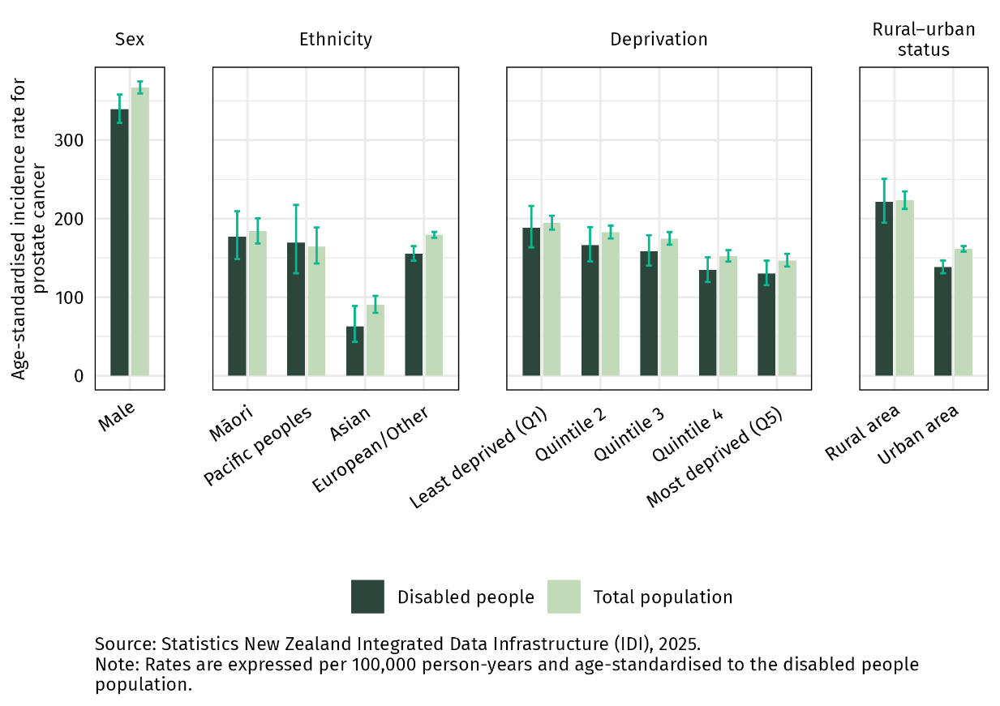 Sex
Ethnicity
Deprivation
Rural–urban
status
Age-standardised incidence rate for
prostate cancer
300
200
100
0
Male
Māori
Pacific peoples
Asian
European/Other
Least deprived (Q1)
Quintile 2
Quintile 3
Quintile 4
Most deprived (Q5)
Rural area
Urban area
Disabled people
Total population
Source: Statistics New Zealand Integrated Data Infrastructure (IDI), 2025.
Note: Rates are expressed per 100,000 person-years and age-standardised to the disabled people
population.